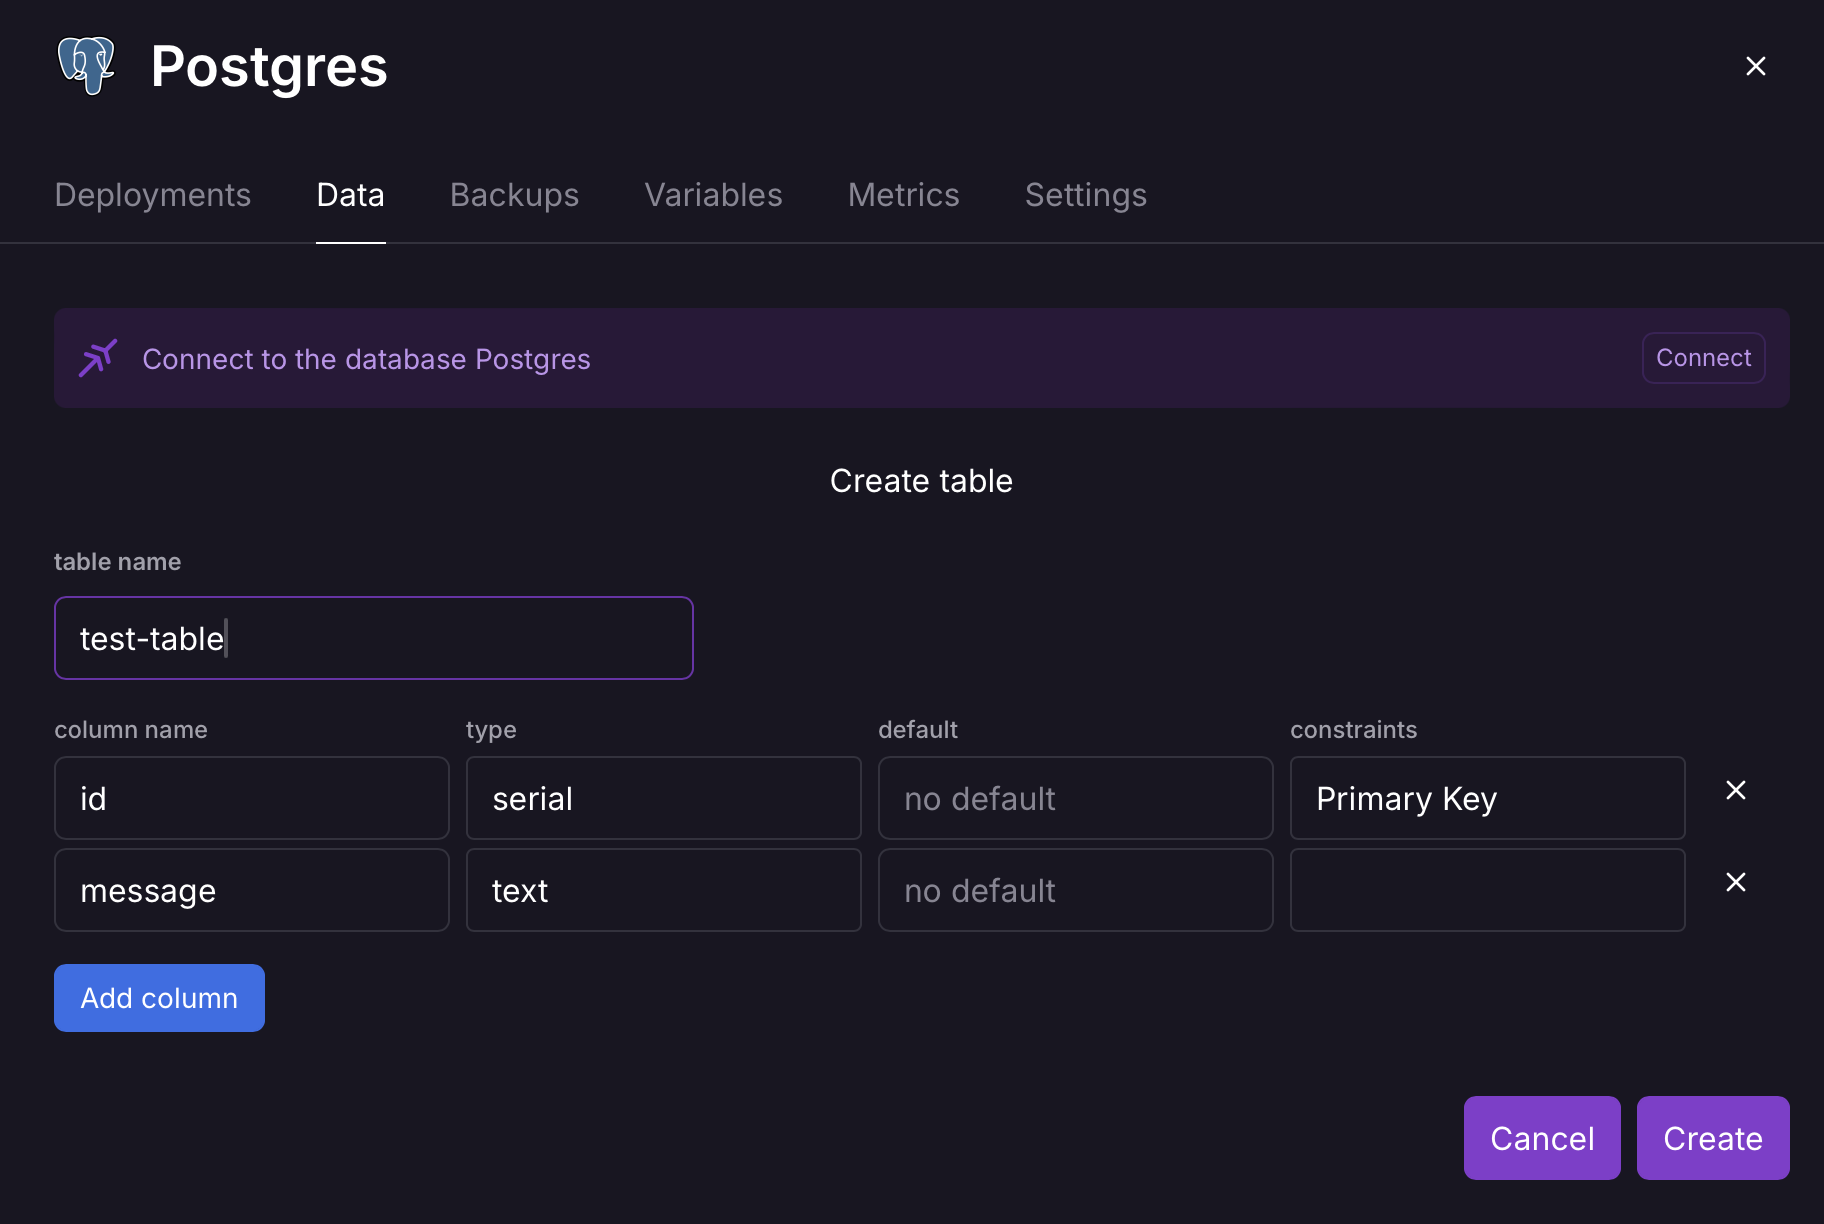 Postgres
Deployments Data Backups Variables Metrics Settings
Connect to the database Postgres Connect
Create table
table name
test-table
column name type default constraints
id serial no default Primary Key
message text no default
Add column
Cancel Create